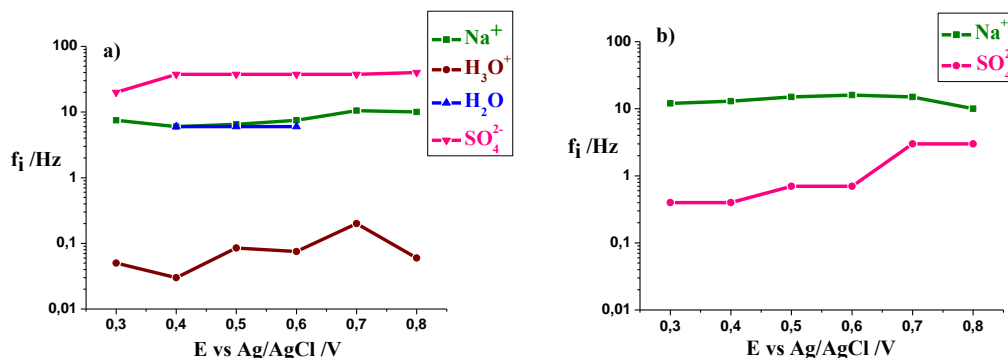 a)
100
10
1
0,1
0,01
f_i /Hz
0,3 0,4 0,5 0,6 0,7 0,8
E vs Ag/AgCl /V
Na⁺
H₃O⁺
H₂O
SO₄²⁻
b)
100
10
1
0,1
0,01
f_i /Hz
0,3 0,4 0,5 0,6 0,7 0,8
E vs Ag/AgCl /V
Na⁺
SO₄²